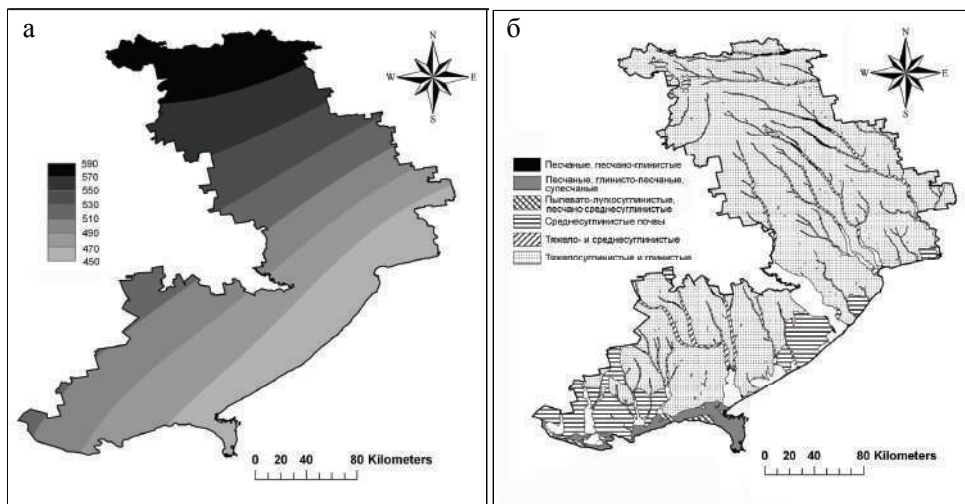 а
N
W E
S
590
570
550
530
510
490
470
450
0 20 40 80 Kilometers
б
N
W E
S
Песчаные, песчано-глинистые
Песчаные, глинисто-песчаные,
супесчаные
Пылевато-лугкосуглинистые,
песчано среднесуглинистые
Среднесуглинистые почвы
Тяжело- и среднесуглинистые
Тяжелосуглинистые и глинистые
0 20 40 80 Kilometers